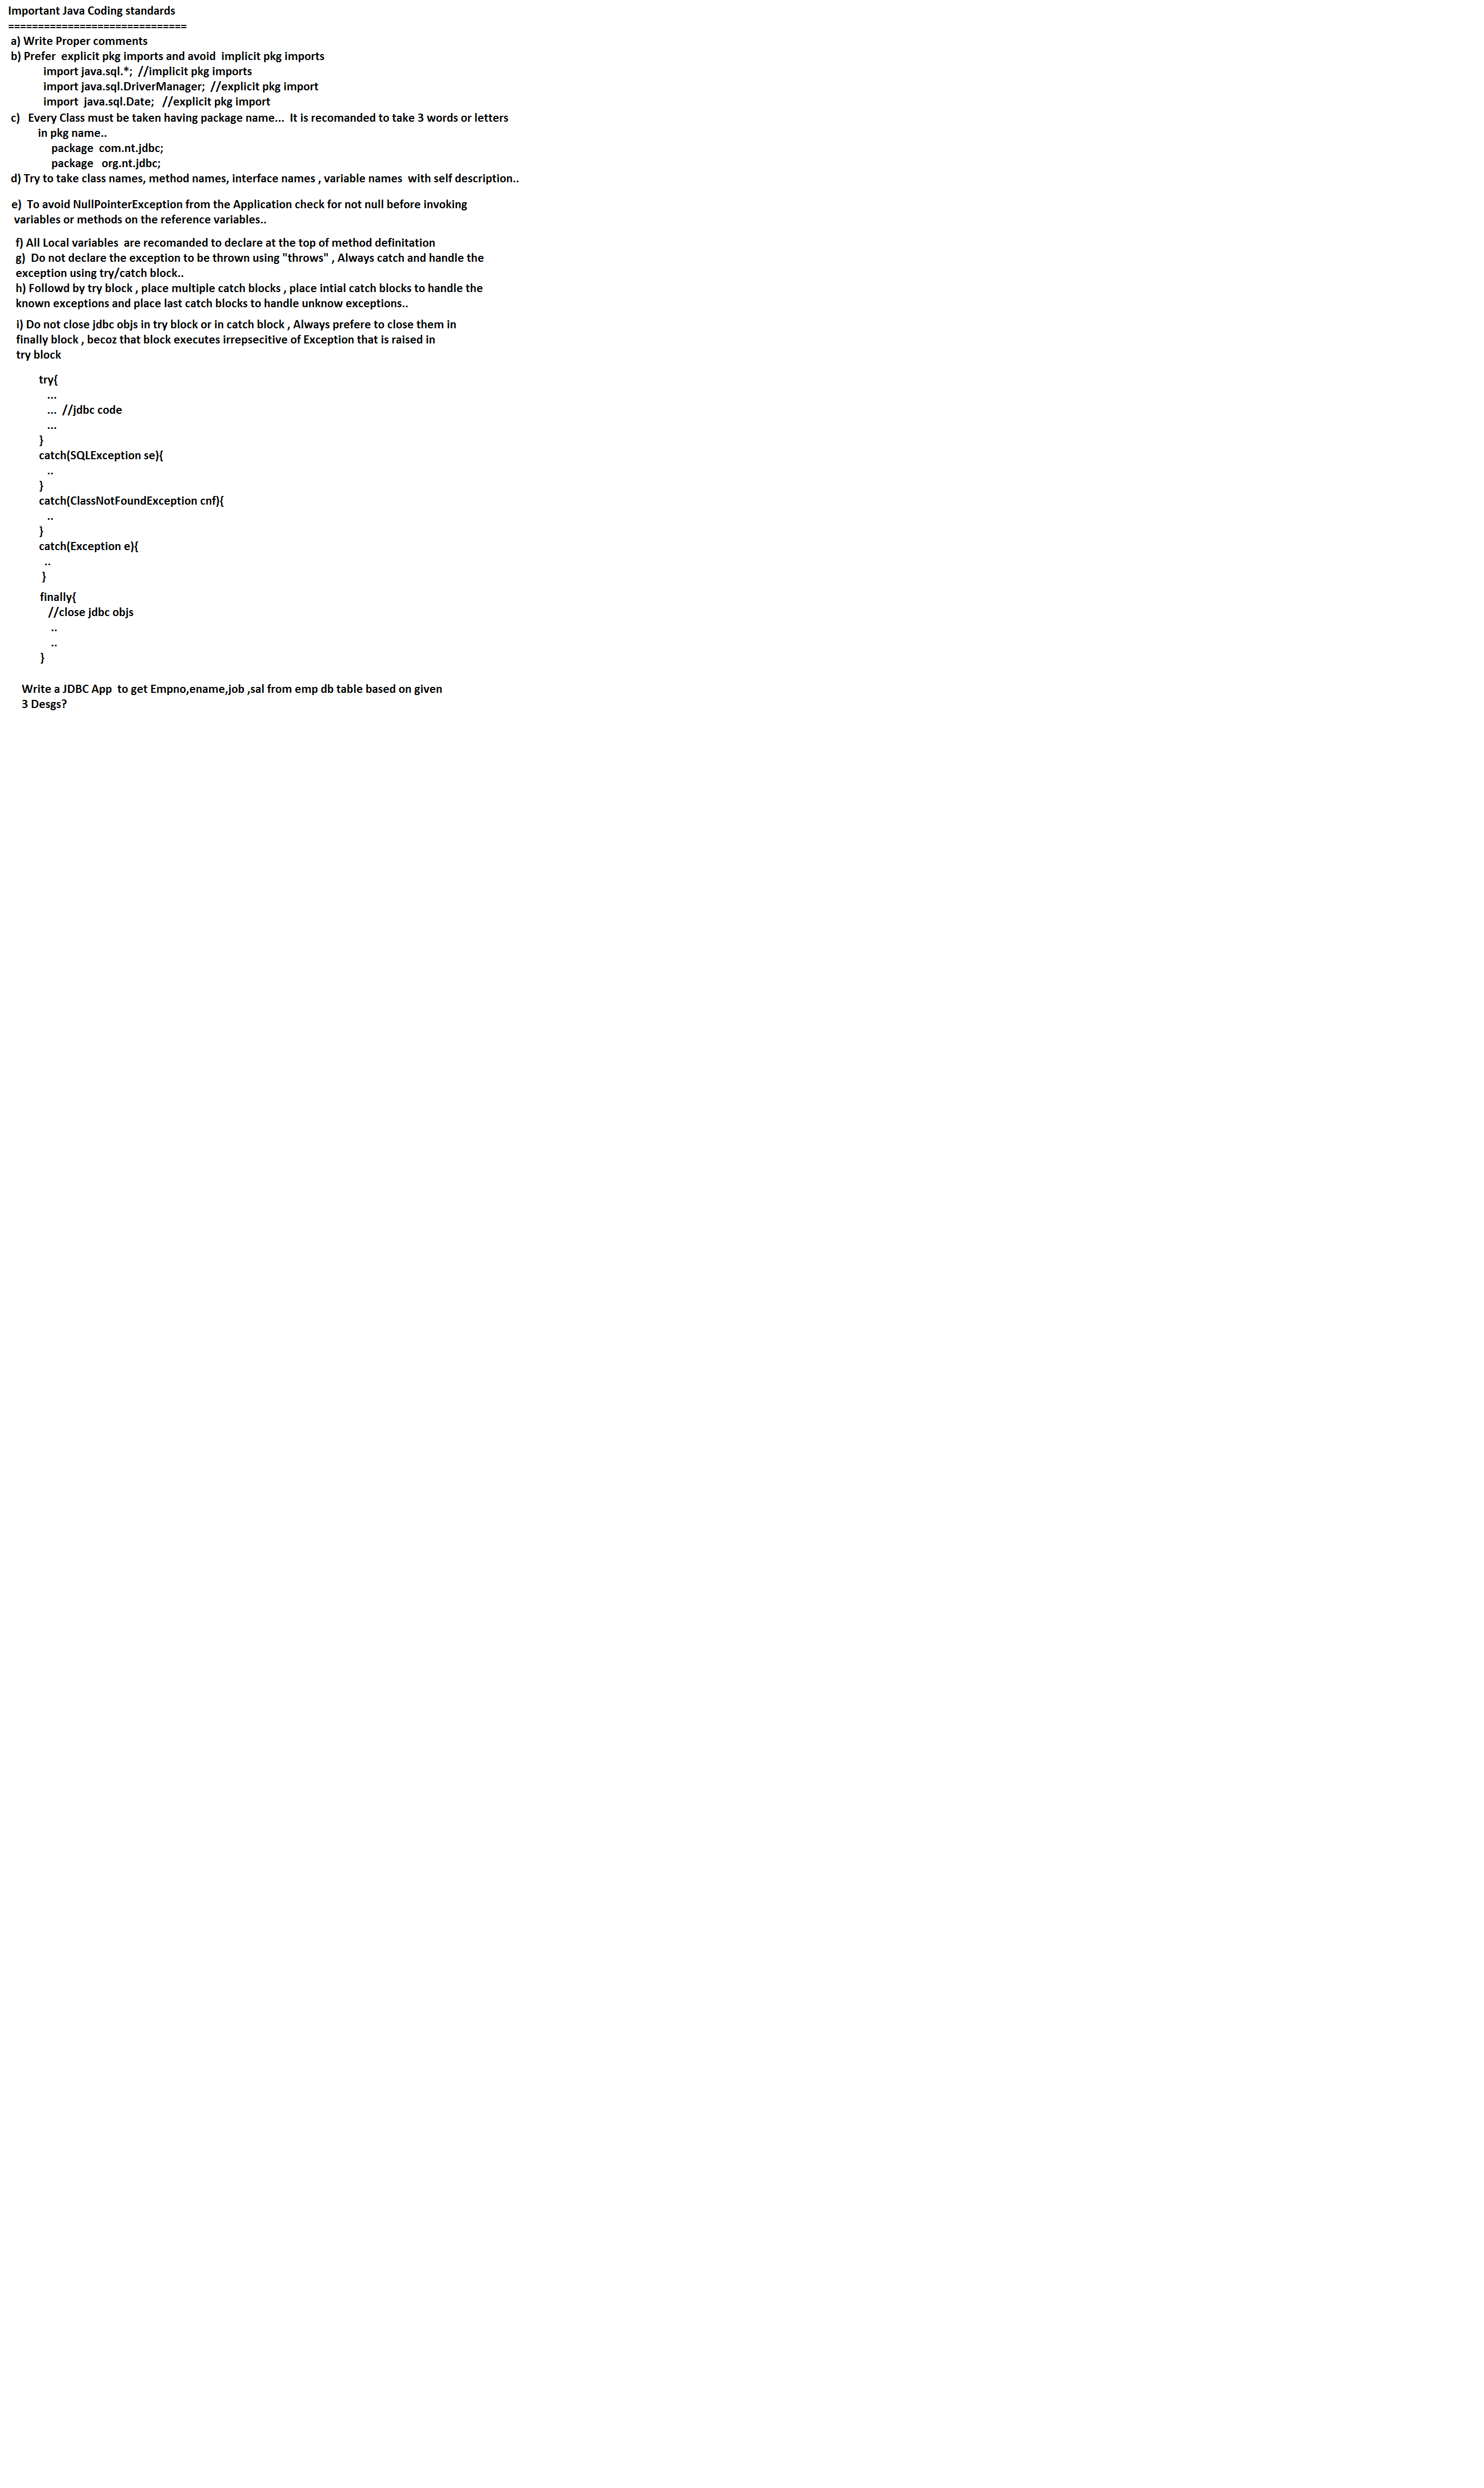 Important Java Coding standards
==============================
a) Write Proper comments
b) Prefer explicit pkg imports and avoid implicit pkg imports
import java.sql.*; //implicit pkg imports
import java.sql.DriverManager; //explicit pkg import
import java.sql.Date; //explicit pkg import
c) Every Class must be taken having package name... It is recomanded to take 3 words or letters
in pkg name..
package com.nt.jdbc;
package org.nt.jdbc;
d) Try to take class names, method names, interface names , variable names with self description..
e) To avoid NullPointerException from the Application check for not null before invoking
variables or methods on the reference variables..
f) All Local variables are recomanded to declare at the top of method definitation
g) Do not declare the exception to be thrown using "throws" , Always catch and handle the
exception using try/catch block..
h) Followd by try block , place multiple catch blocks , place intial catch blocks to handle the
known exceptions and place last catch blocks to handle unknow exceptions..
i) Do not close jdbc objs in try block or in catch block , Always prefere to close them in
finally block , becoz that block executes irrepsecitive of Exception that is raised in
try block
try{
...
... //jdbc code
...
}
catch(SQLException se){
..
}
catch(ClassNotFoundException cnf){
..
}
catch(Exception e){
..
}
finally{
//close jdbc objs
..
..
}
Write a JDBC App to get Empno,ename,job ,sal from emp db table based on given
3 Desgs?
==============================